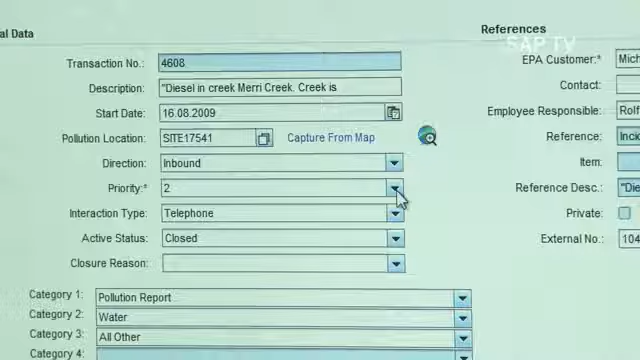 al Data
References
SAP TV
Transaction No.: 4608
EPA Customer:* Mich
Description: "Diesel in creek Merri Creek. Creek is
Contact:
Start Date: 16.08.2009
Employee Responsible: Rolf
Pollution Location: SITE17541 Capture From Map
Reference: Inck
Direction: Inbound
Item:
Priority:* 2
Reference Desc.: "Die
Interaction Type: Telephone
Private:
Active Status: Closed
External No.: 104
Closure Reason:
Category 1: Pollution Report
Category 2: Water
Category 3: All Other
Category 4: